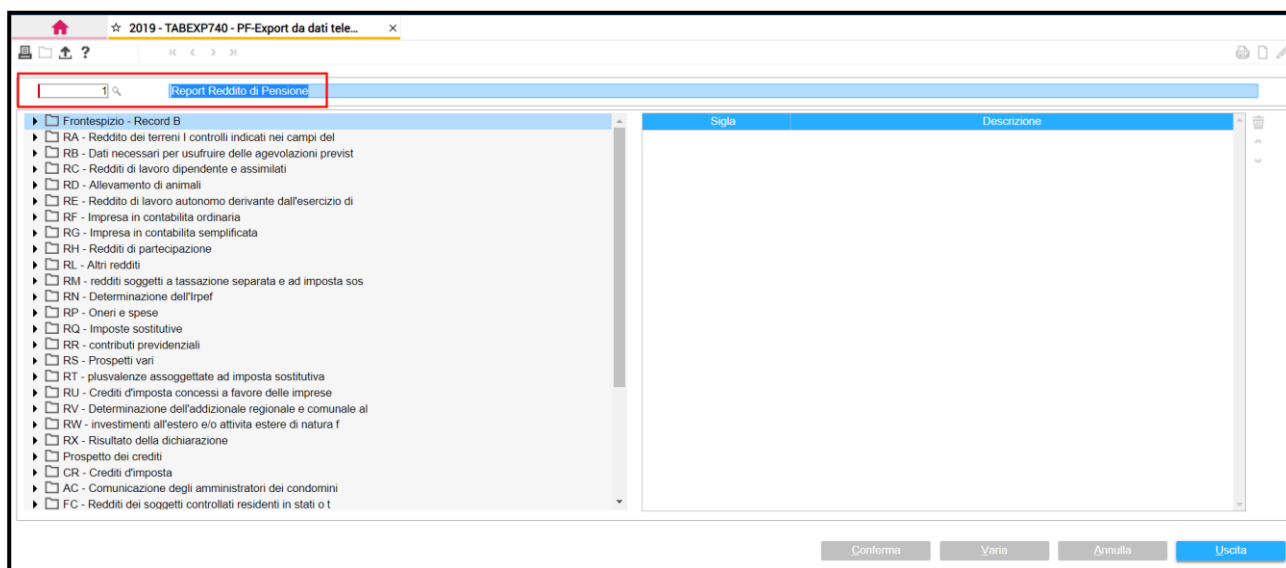 ☆ 2019 - TABEXP740 - PF-Export da dati tele... ×
?
1 Report Reddito di Pensione
Frontespizio - Record B
RA - Reddito dei terreni I controlli indicati nei campi del
RB - Dati necessari per usufruire delle agevolazioni previst
RC - Redditi di lavoro dipendente e assimilati
RD - Allevamento di animali
RE - Reddito di lavoro autonomo derivante dall'esercizio di
RF - Impresa in contabilita ordinaria
RG - Impresa in contabilita semplificata
RH - Redditi di partecipazione
RL - Altri redditi
RM - redditi soggetti a tassazione separata e ad imposta sos
RN - Determinazione dell'Irpef
RP - Oneri e spese
RQ - Imposte sostitutive
RR - contributi previdenziali
RS - Prospetti vari
RT - plusvalenze assoggettate ad imposta sostitutiva
RU - Crediti d'imposta concessi a favore delle imprese
RV - Determinazione dell'addizionale regionale e comunale al
RW - investimenti all'estero e/o attivita estere di natura f
RX - Risultato della dichiarazione
Prospetto dei crediti
CR - Crediti d'imposta
AC - Comunicazione degli amministratori dei condomini
FC - Redditi dei soggetti controllati residenti in stati o t
Sigla Descrizione
Conferma Varia Annulla Uscita